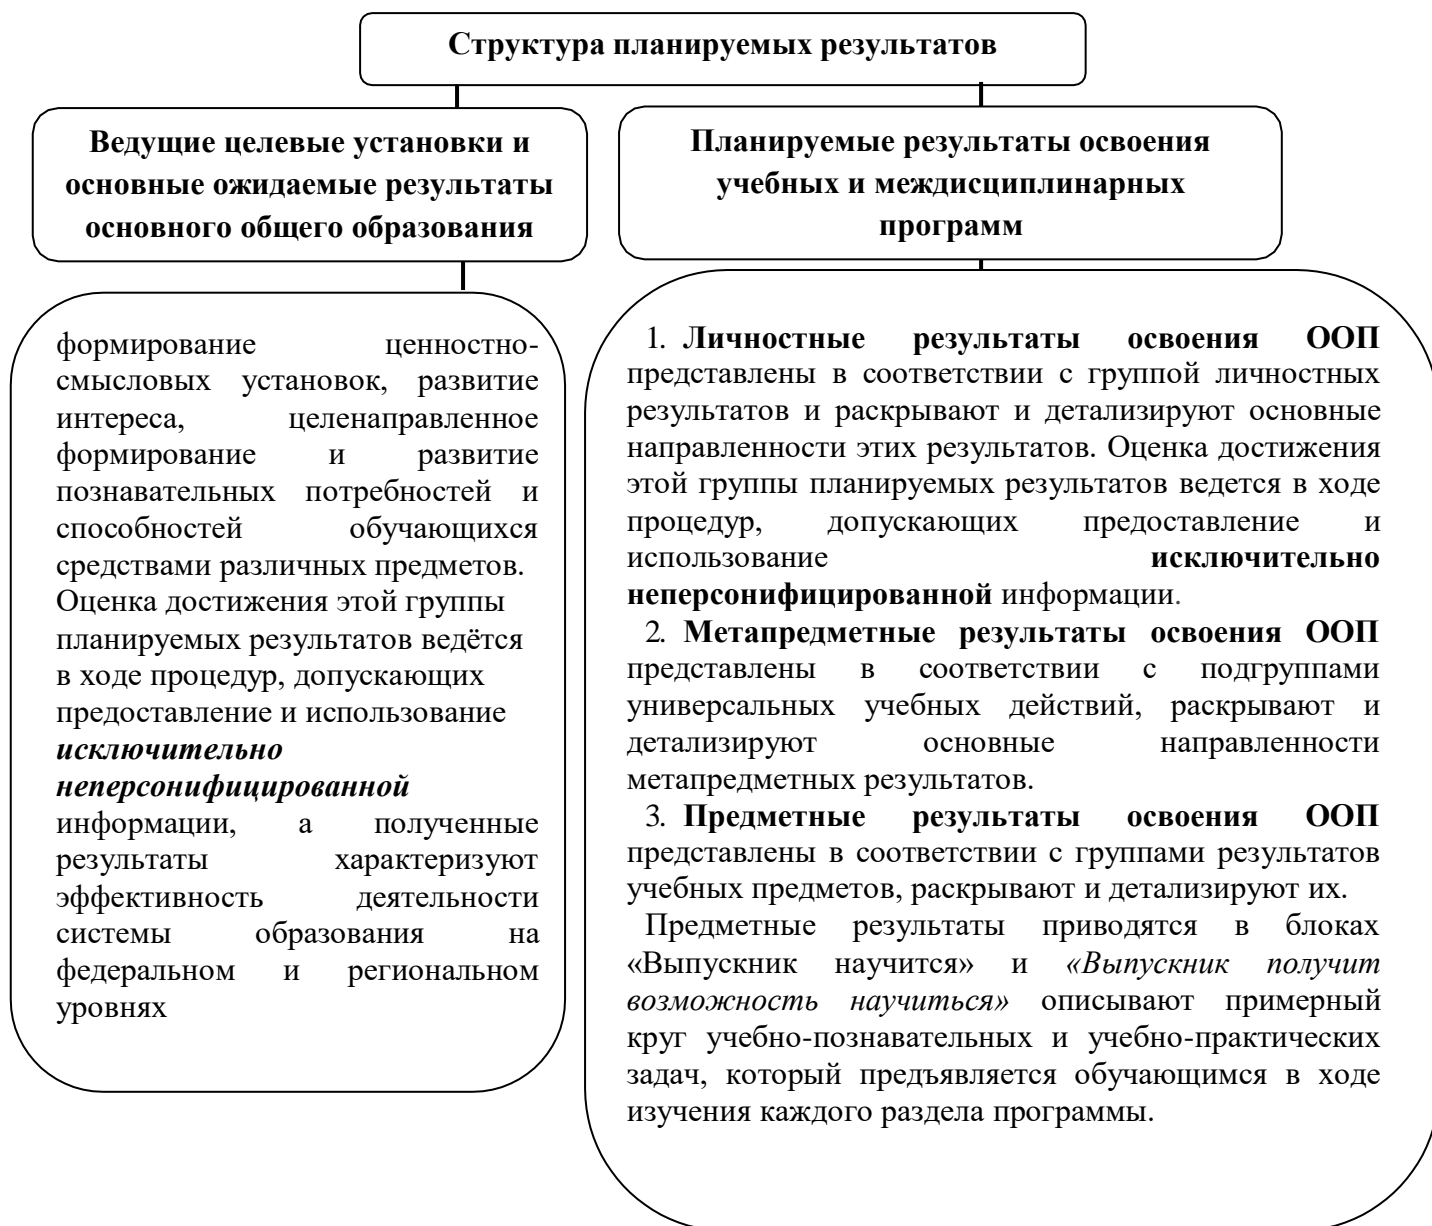 Структура планируемых результатов
Ведущие целевые установки и
основные ожидаемые результаты
основного общего образования
Планируемые результаты освоения
учебных и междисциплинарных
программ
формирование ценностно-
смысловых установок, развитие
интереса, целенаправленное
формирование и развитие
познавательных потребностей и
способностей обучающихся
средствами различных предметов.
Оценка достижения этой группы
планируемых результатов ведётся
в ходе процедур, допускающих
предоставление и использование
исключительно
неперсонифицированной
информации, а полученные
результаты характеризуют
эффективность деятельности
системы образования на
федеральном и региональном
уровнях
1. Личностные результаты освоения ООП
представлены в соответствии с группой личностных
результатов и раскрывают и детализируют основные
направленности этих результатов. Оценка достижения
этой группы планируемых результатов ведется в ходе
процедур, допускающих предоставление и
использование исключительно
неперсонифицированной информации.
2. Метапредметные результаты освоения ООП
представлены в соответствии с подгруппами
универсальных учебных действий, раскрывают и
детализируют основные направленности
метапредметных результатов.
3. Предметные результаты освоения ООП
представлены в соответствии с группами результатов
учебных предметов, раскрывают и детализируют их.
Предметные результаты приводятся в блоках
«Выпускник научится» и «Выпускник получит
возможность научиться» описывают примерный
круг учебно-познавательных и учебно-практических
задач, который предъявляется обучающимся в ходе
изучения каждого раздела программы.